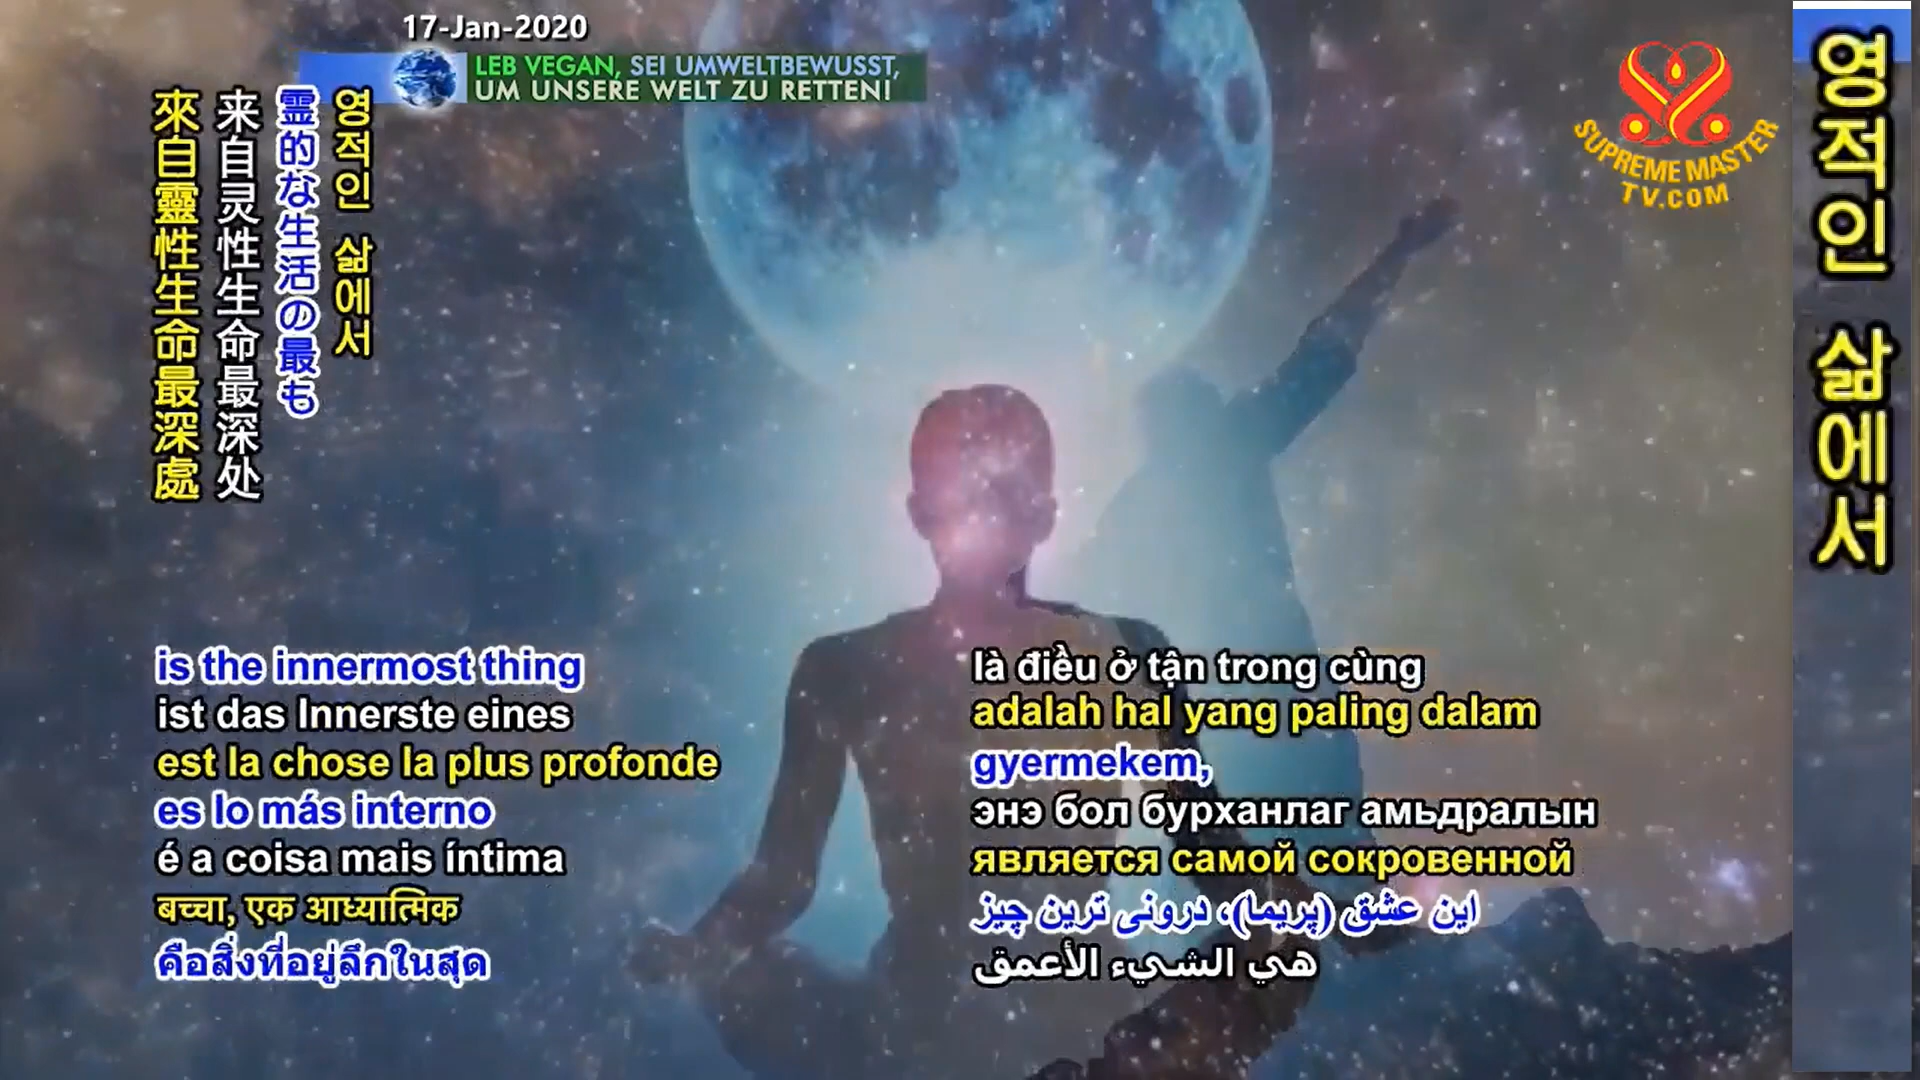 17-Jan-2020
LEB VEGAN, SEI UMWELTBEWUSST,
UM UNSERE WELT ZU RETTEN!
SUPREME MASTER
TV.COM
영적인 삶에서
영적인 삶에서
霊的な生活の最も
来自灵性生命最深处
來自靈性生命最深處
is the innermost thing
ist das Innerste eines
est la chose la plus profonde
es lo más interno
é a coisa mais íntima
बच्चा, एक आध्यात्मिक
คือสิ่งที่อยู่ลึกในสุด
là điều ở tận trong cùng
adalah hal yang paling dalam
gyermekem,
энэ бол бурханлаг амьдралын
является самой сокровенной
این عشق (پریما)، درونی ترین چیز
هي الشيء الأعمق